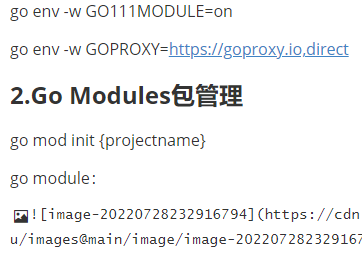 go env -w GO111MODULE=on
go env -w GOPROXY=https://goproxy.io,direct
2.Go Modules包管理
go mod init {projectname}
go module：
![image-20220728232916794](https://cdn
u/images@main/image/image-202207282329167